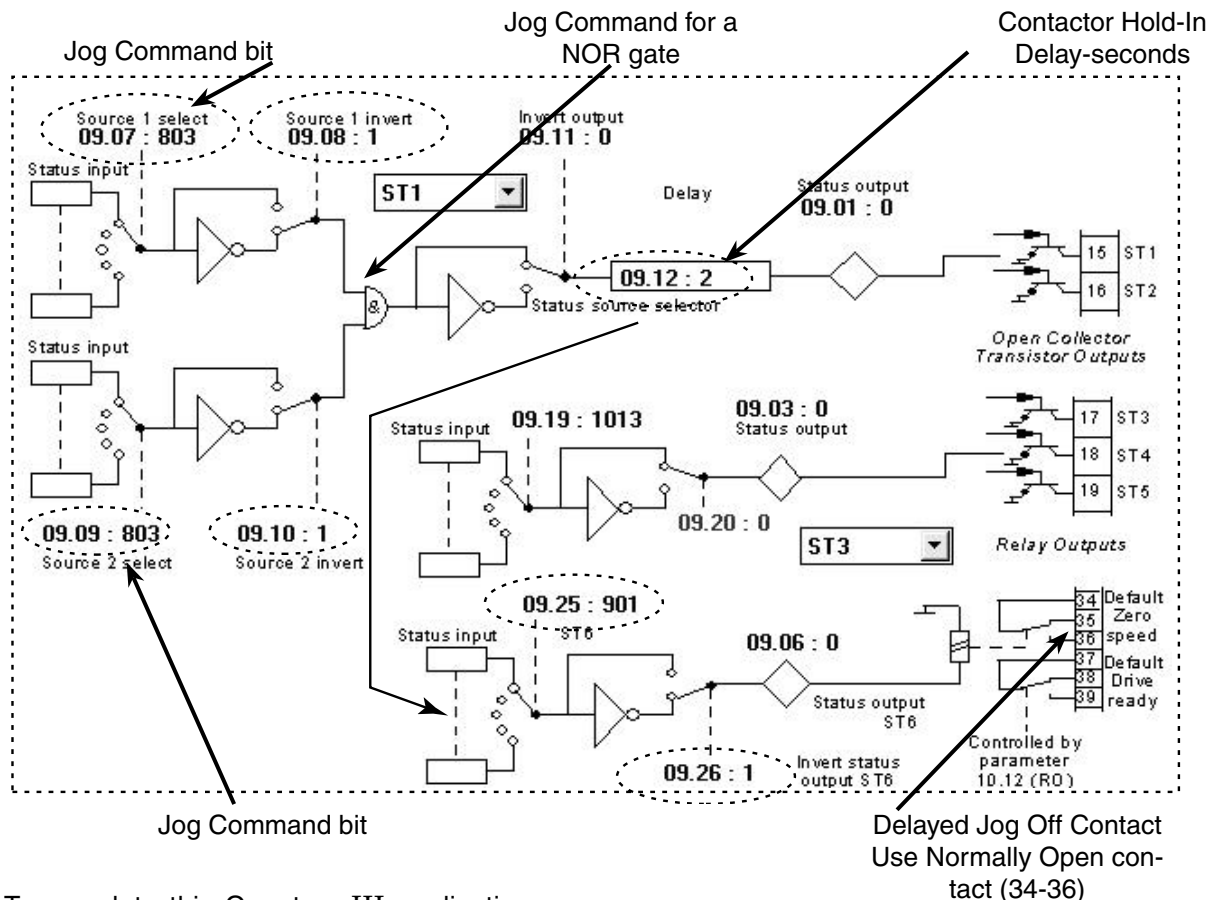 Jog Command bit
Jog Command for a
NOR gate
Contactor Hold-In
Delay-seconds
Source 1 select
09.07 : 803
Source 1 invert
09.08 : 1
Invert output
09.11 : 0
Status input
ST1
Delay
Status output
09.01 : 0
09.12 : 2
Status source selector
&
15 ST1
16 ST2
Open Collector
Transistor Outputs
Status input
09.09 : 803
Source 2 select
09.10 : 1
Source 2 invert
Status input
09.19 : 1013
09.03 : 0
Status output
09.20 : 0
ST3
17 ST3
18 ST4
19 ST5
Relay Outputs
09.25 : 901
ST6
Status input
09.06 : 0
Status output
ST6
09.26 : 1
Invert status
output ST6
34 Default
35 Zero
36 speed
37 Default
38 Drive
39 ready
Controlled by
parameter
10.12 (RO)
Jog Command bit
Delayed Jog Off Contact
Use Normally Open con-
tact (34-36)